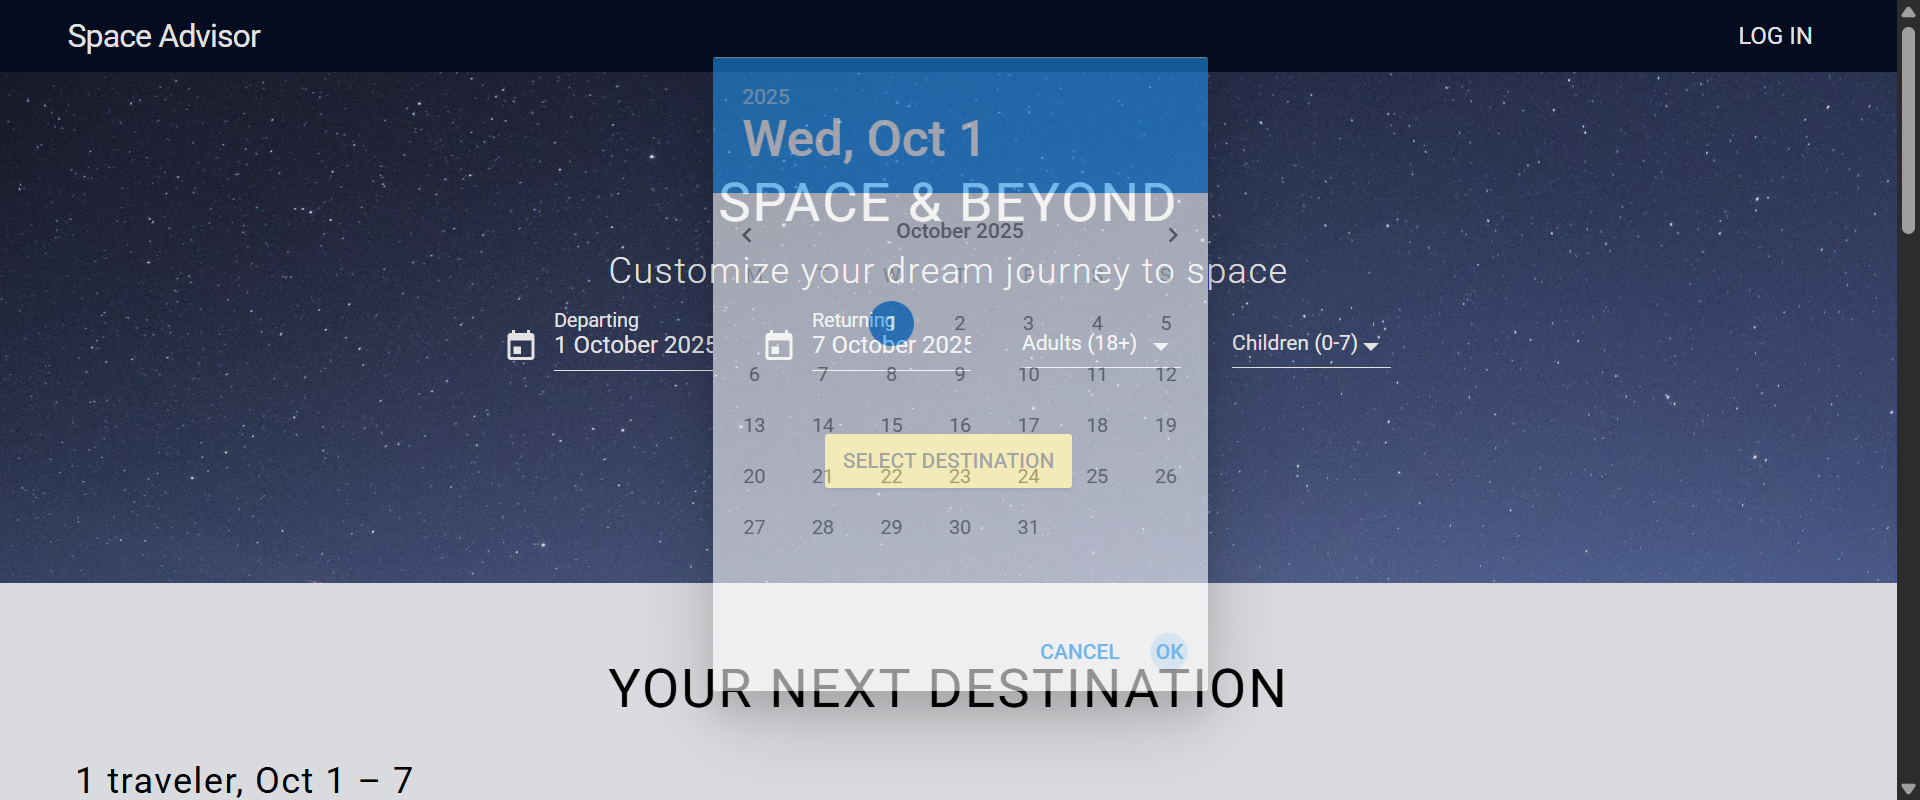 Space Advisor
LOG IN
2025
Wed, Oct 1
SPACE & BEYOND
October 2025
Customize your dream journey to space
M T W T F S S
Departing
1 October 2025
Returning
7 October 2025
Adults (18+)
Children (0-7)
1 2 3 4 5
6 7 8 9 10 11 12
13 14 15 16 17 18 19
SELECT DESTINATION
20 21 22 23 24 25 26
27 28 29 30 31
CANCEL OK
YOUR NEXT DESTINATION
1 traveler, Oct 1 – 7